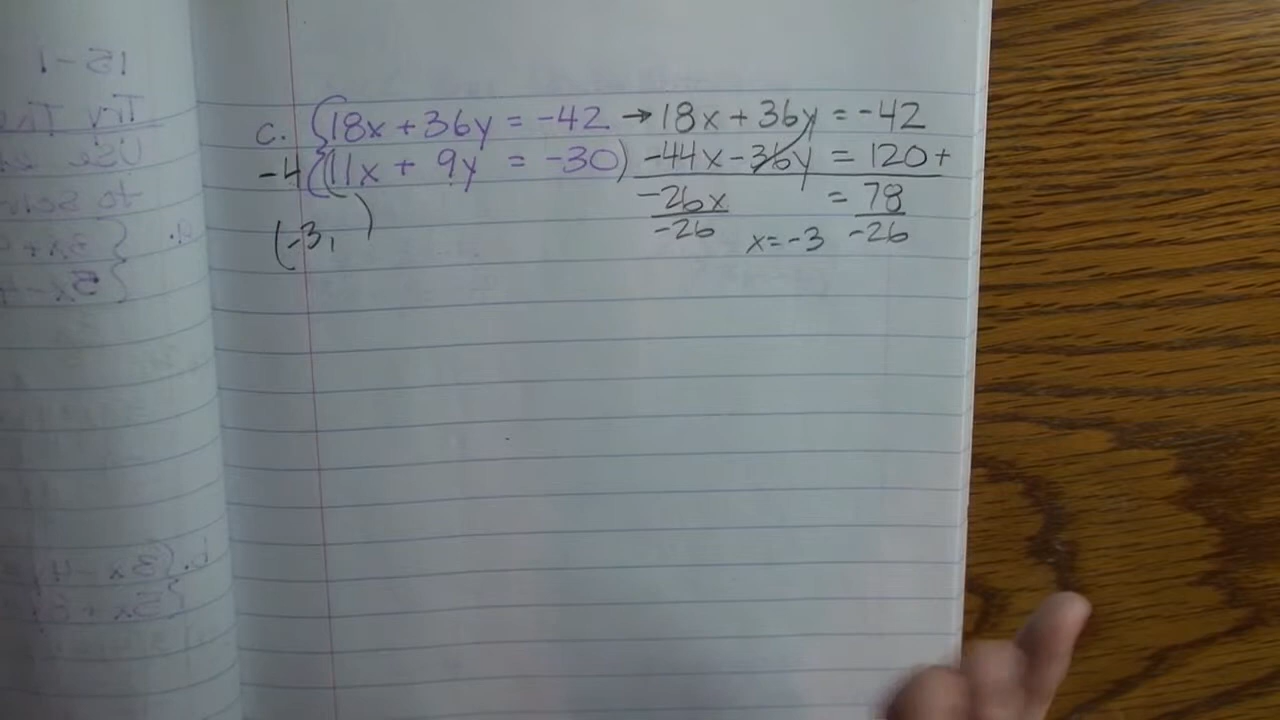 c. {18x + 36y = -42 → 18x + 36y = -42
-4 {(11x + 9y = -30) -44x - 36y = 120 +
-26x = 78
(-3, ) -26 x = -3 -26